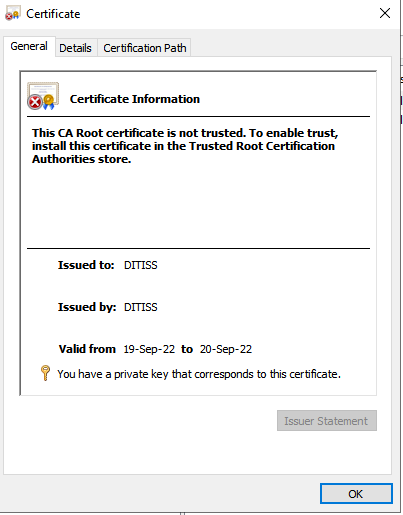 Certificate
General Details Certification Path
Certificate Information
This CA Root certificate is not trusted. To enable trust,
install this certificate in the Trusted Root Certification
Authorities store.
Issued to: DITISS
Issued by: DITISS
Valid from 19-Sep-22 to 20-Sep-22
You have a private key that corresponds to this certificate.
Issuer Statement
OK